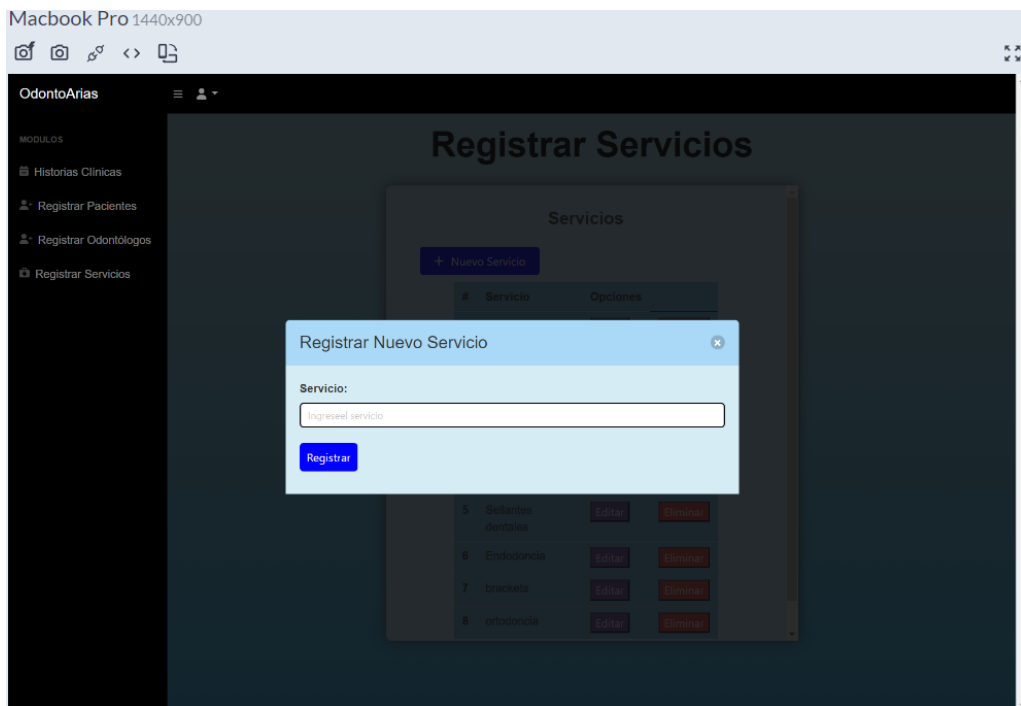 Macbook Pro 1440x900
OdontoArias
MODULOS
Historias Clinicas
Registrar Pacientes
Registrar Odontólogos
Registrar Servicios
Registrar Servicios
Servicios
+ Nuevo Servicio
# Servicio Opciones
Registrar Nuevo Servicio
Servicio:
Ingreseel servicio
Registrar
5 Sellantes dentales Editar Eliminar
6 Endodoncia Editar Eliminar
7 brackets Editar Eliminar
8 ortodoncia Editar Eliminar